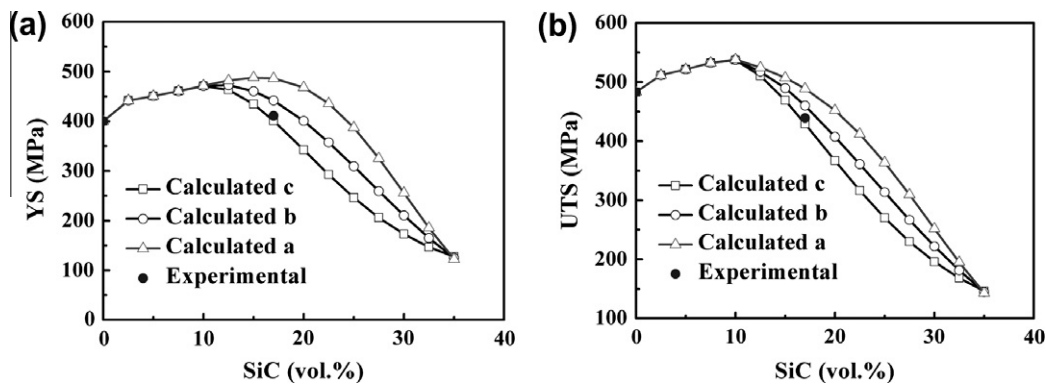 (a)
600
500
400
300
200
100
0
YS (MPa)
Calculated c
Calculated b
Calculated a
Experimental
0 10 20 30 40
SiC (vol.%)
(b)
600
500
400
300
200
100
UTS (MPa)
Calculated c
Calculated b
Calculated a
Experimental
0 10 20 30 40
SiC (vol.%)